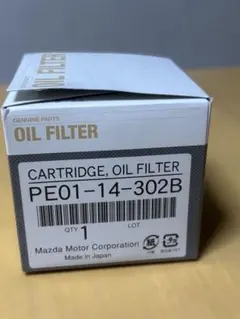 GENUINE PARTS
OIL FILTER
CARTRIDGE, OIL FILTER
PE01-14-302B
QTY LOT
1
Mazda Motor Corporation
Made in Japan